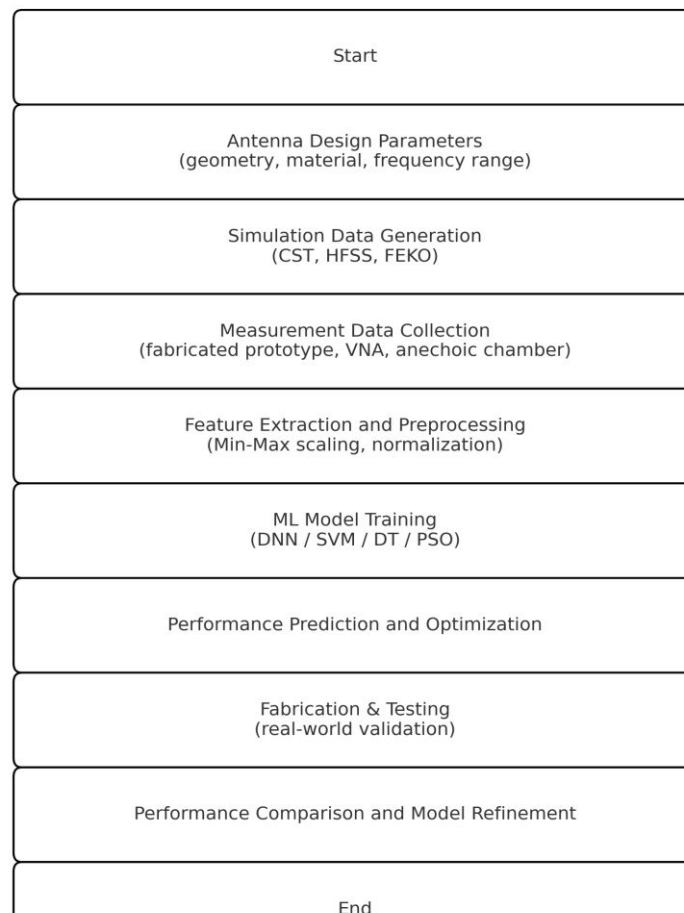 Start
Antenna Design Parameters
(geometry, material, frequency range)
Simulation Data Generation
(CST, HFSS, FEKO)
Measurement Data Collection
(fabricated prototype, VNA, anechoic chamber)
Feature Extraction and Preprocessing
(Min-Max scaling, normalization)
ML Model Training
(DNN / SVM / DT / PSO)
Performance Prediction and Optimization
Fabrication & Testing
(real-world validation)
Performance Comparison and Model Refinement
End